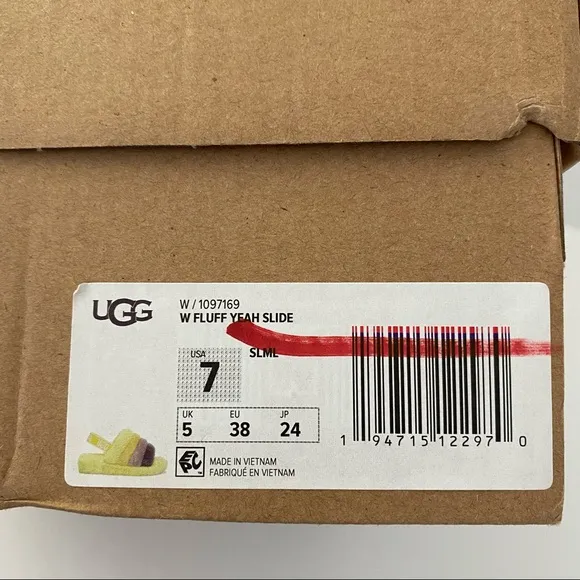 UGG
W / 1097169
W FLUFF YEAH SLIDE
SLML
USA
7
UK EU JP
5 38 24
MADE IN VIETNAM
FABRIQUÉ EN VIETNAM
1 94715 12297 0